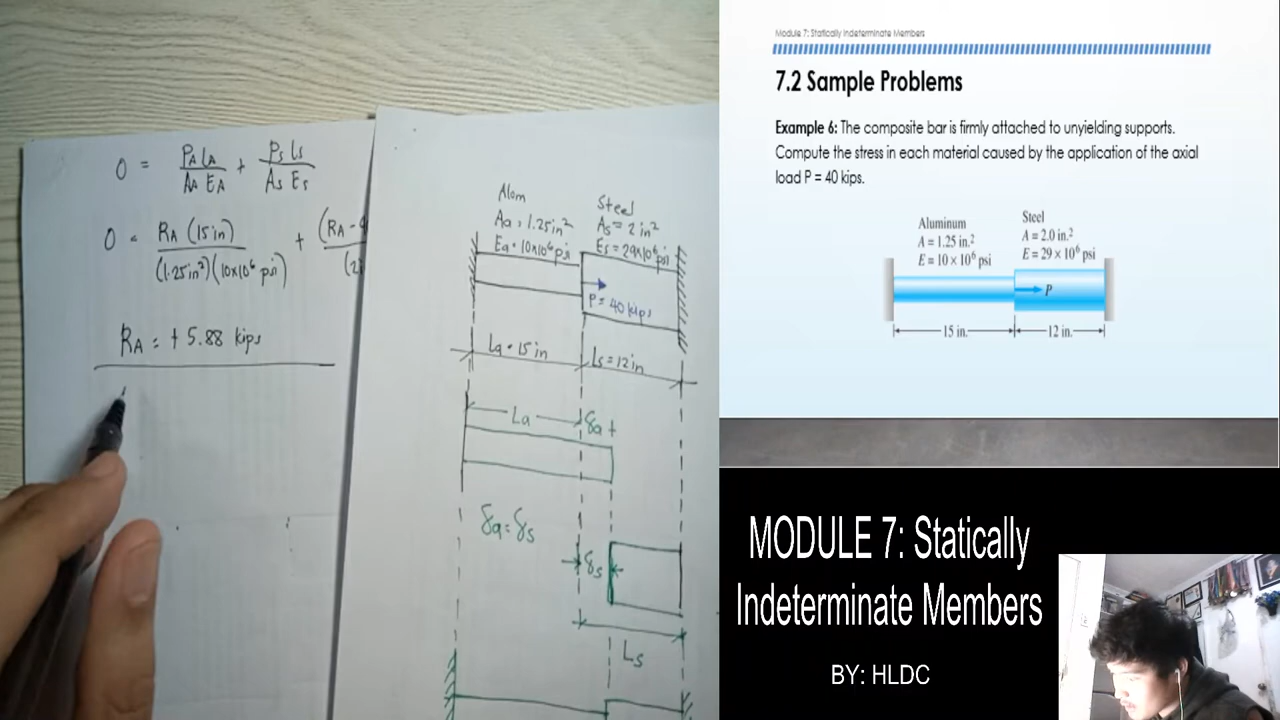 0 = PA LA / AA EA + PS LS / AS ES
0 = RA (15 in) / (1.25 in²)(10x10⁶ psi) + (RA - 4 / (2
RA = + 5.88 kips
Alum
Aa = 1.25 in²
Ea = 10x10⁶ psi
Steel
As = 2 in²
Es = 29x10⁶ psi
P = 40 kips
La = 15 in
Ls = 12 in
La
δa +
δa = δs
δs
Ls
Module 7: Statically Indeterminate Members
7.2 Sample Problems
Example 6: The composite bar is firmly attached to unyielding supports.
Compute the stress in each material caused by the application of the axial
load P = 40 kips.
Aluminum
A = 1.25 in.²
E = 10 × 10⁶ psi
Steel
A = 2.0 in.²
E = 29 × 10⁶ psi
P
15 in.
12 in.
MODULE 7: Statically
Indeterminate Members
BY: HLDC